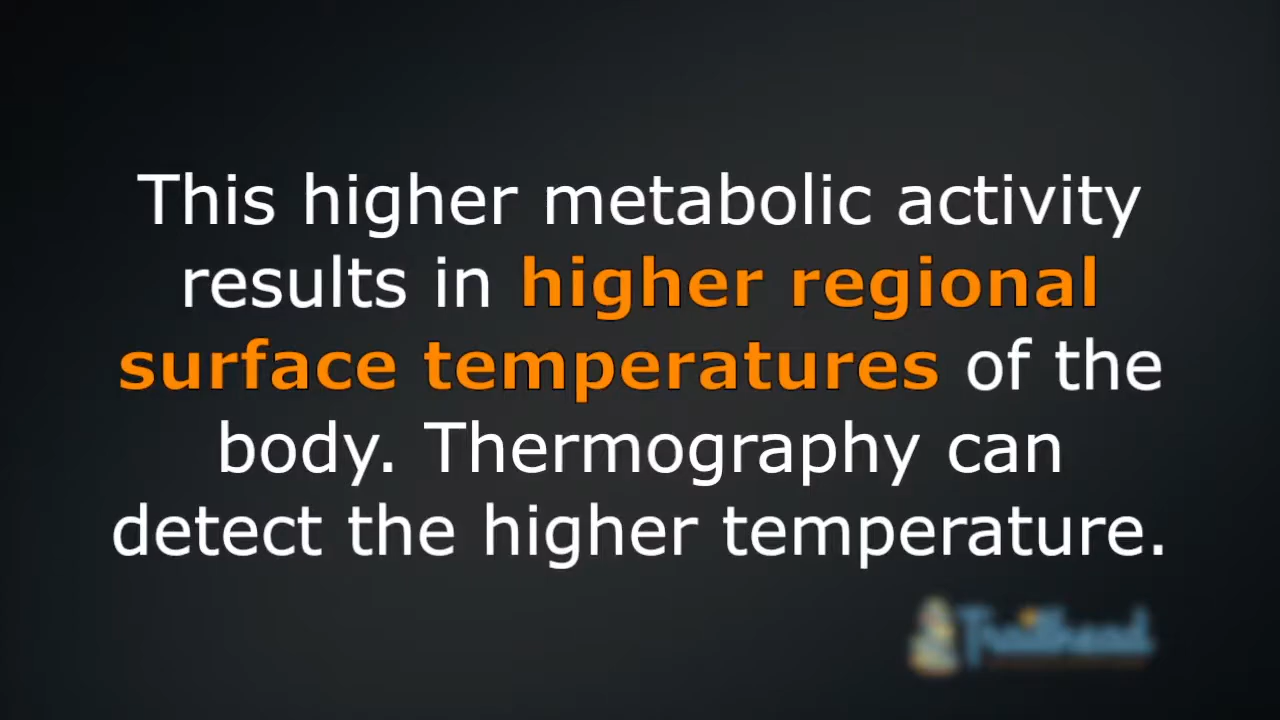 This higher metabolic activity
results in higher regional
surface temperatures of the
body. Thermography can
detect the higher temperature.
Trailhead